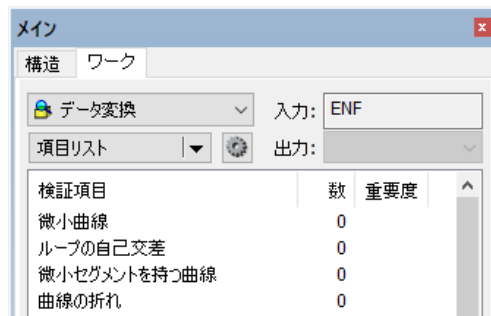 メイン
構造 ワーク
データ変換 入力: ENF
項目リスト 出力:
検証項目 数 重要度
微小曲線 0
ループの自己交差 0
微小セグメントを持つ曲線 0
曲線の折れ 0